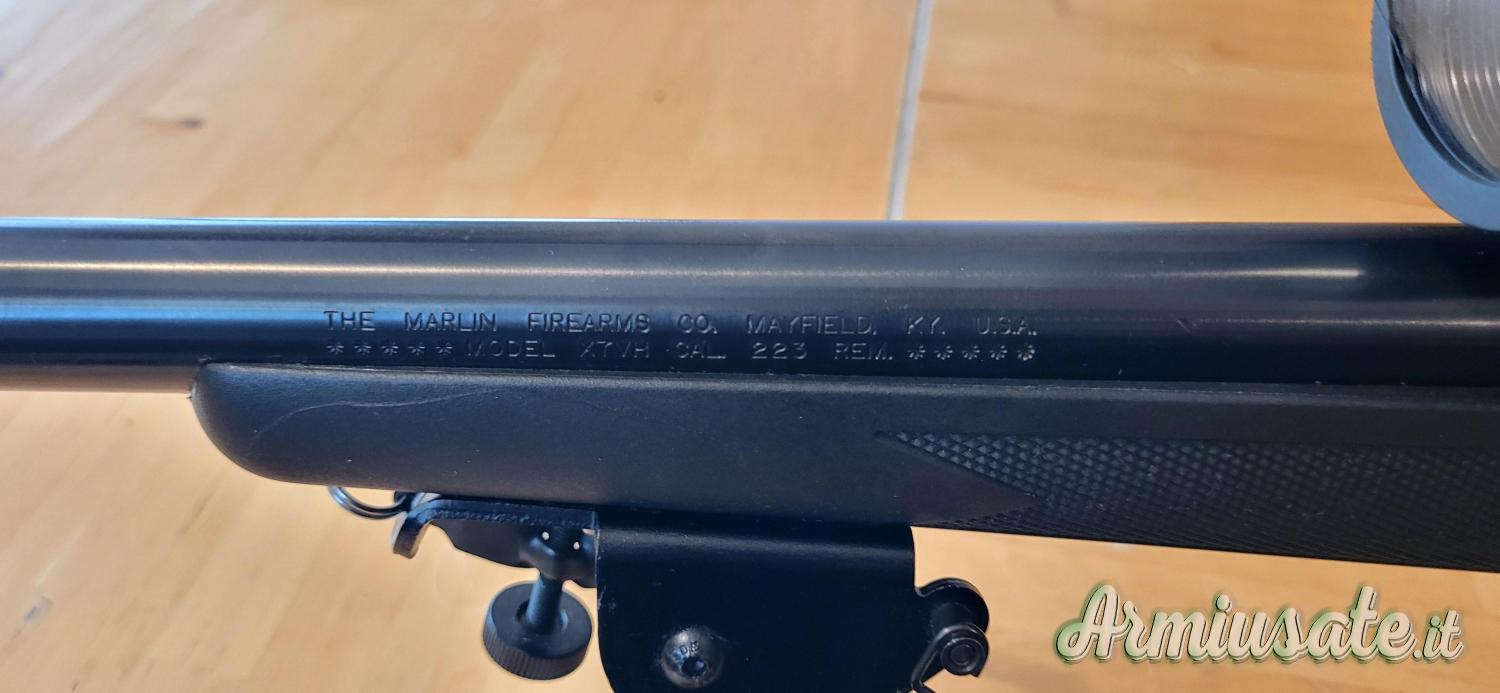 THE MARLIN FIREARMS CO. MAYFIELD, KY. U.S.A.
***** MODEL X7VH CAL. 223 REM. *****
Armiusate.it